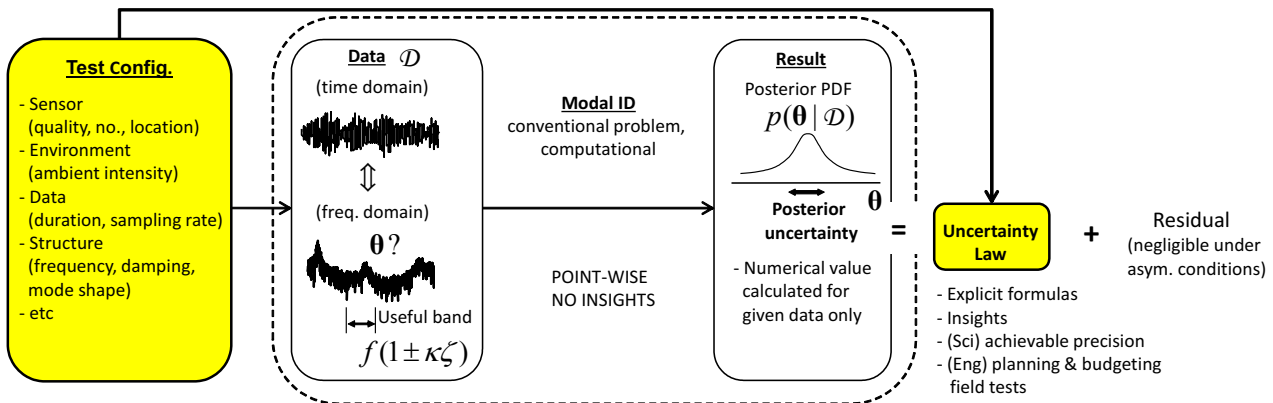 Test Config.
- Sensor
(quality, no., location)
- Environment
(ambient intensity)
- Data
(duration, sampling rate)
- Structure
(frequency, damping,
mode shape)
- etc
Data 𝒟
(time domain)
⇕
(freq. domain)
θ?
Useful band
f(1 ± κζ)
Modal ID
conventional problem,
computational
POINT-WISE
NO INSIGHTS
Result
Posterior PDF
p(θ | 𝒟)
θ
Posterior
uncertainty
- Numerical value
calculated for
given data only
=
Uncertainty
Law
- Explicit formulas
- Insights
- (Sci) achievable precision
- (Eng) planning & budgeting
field tests
+
Residual
(negligible under
asym. conditions)